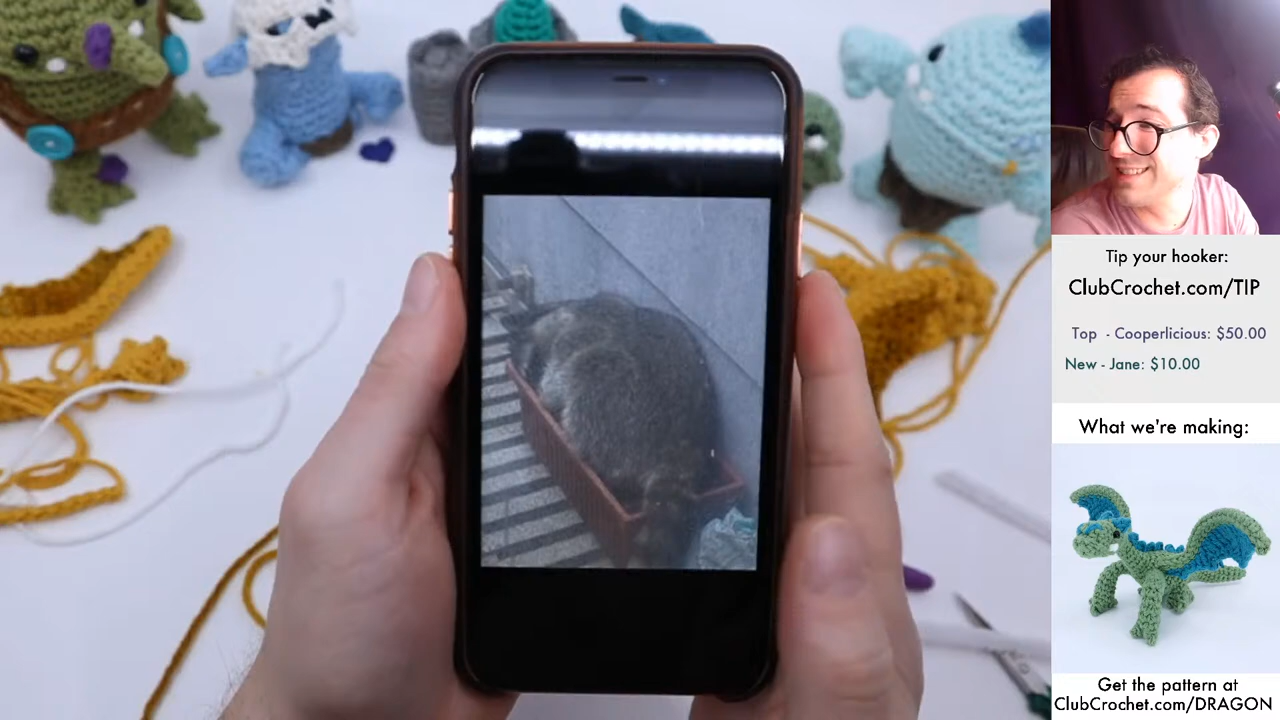 Tip your hooker:
ClubCrochet.com/TIP
Top - Cooperlicious: $50.00
New - Jane: $10.00
What we're making:
Get the pattern at
ClubCrochet.com/DRAGON